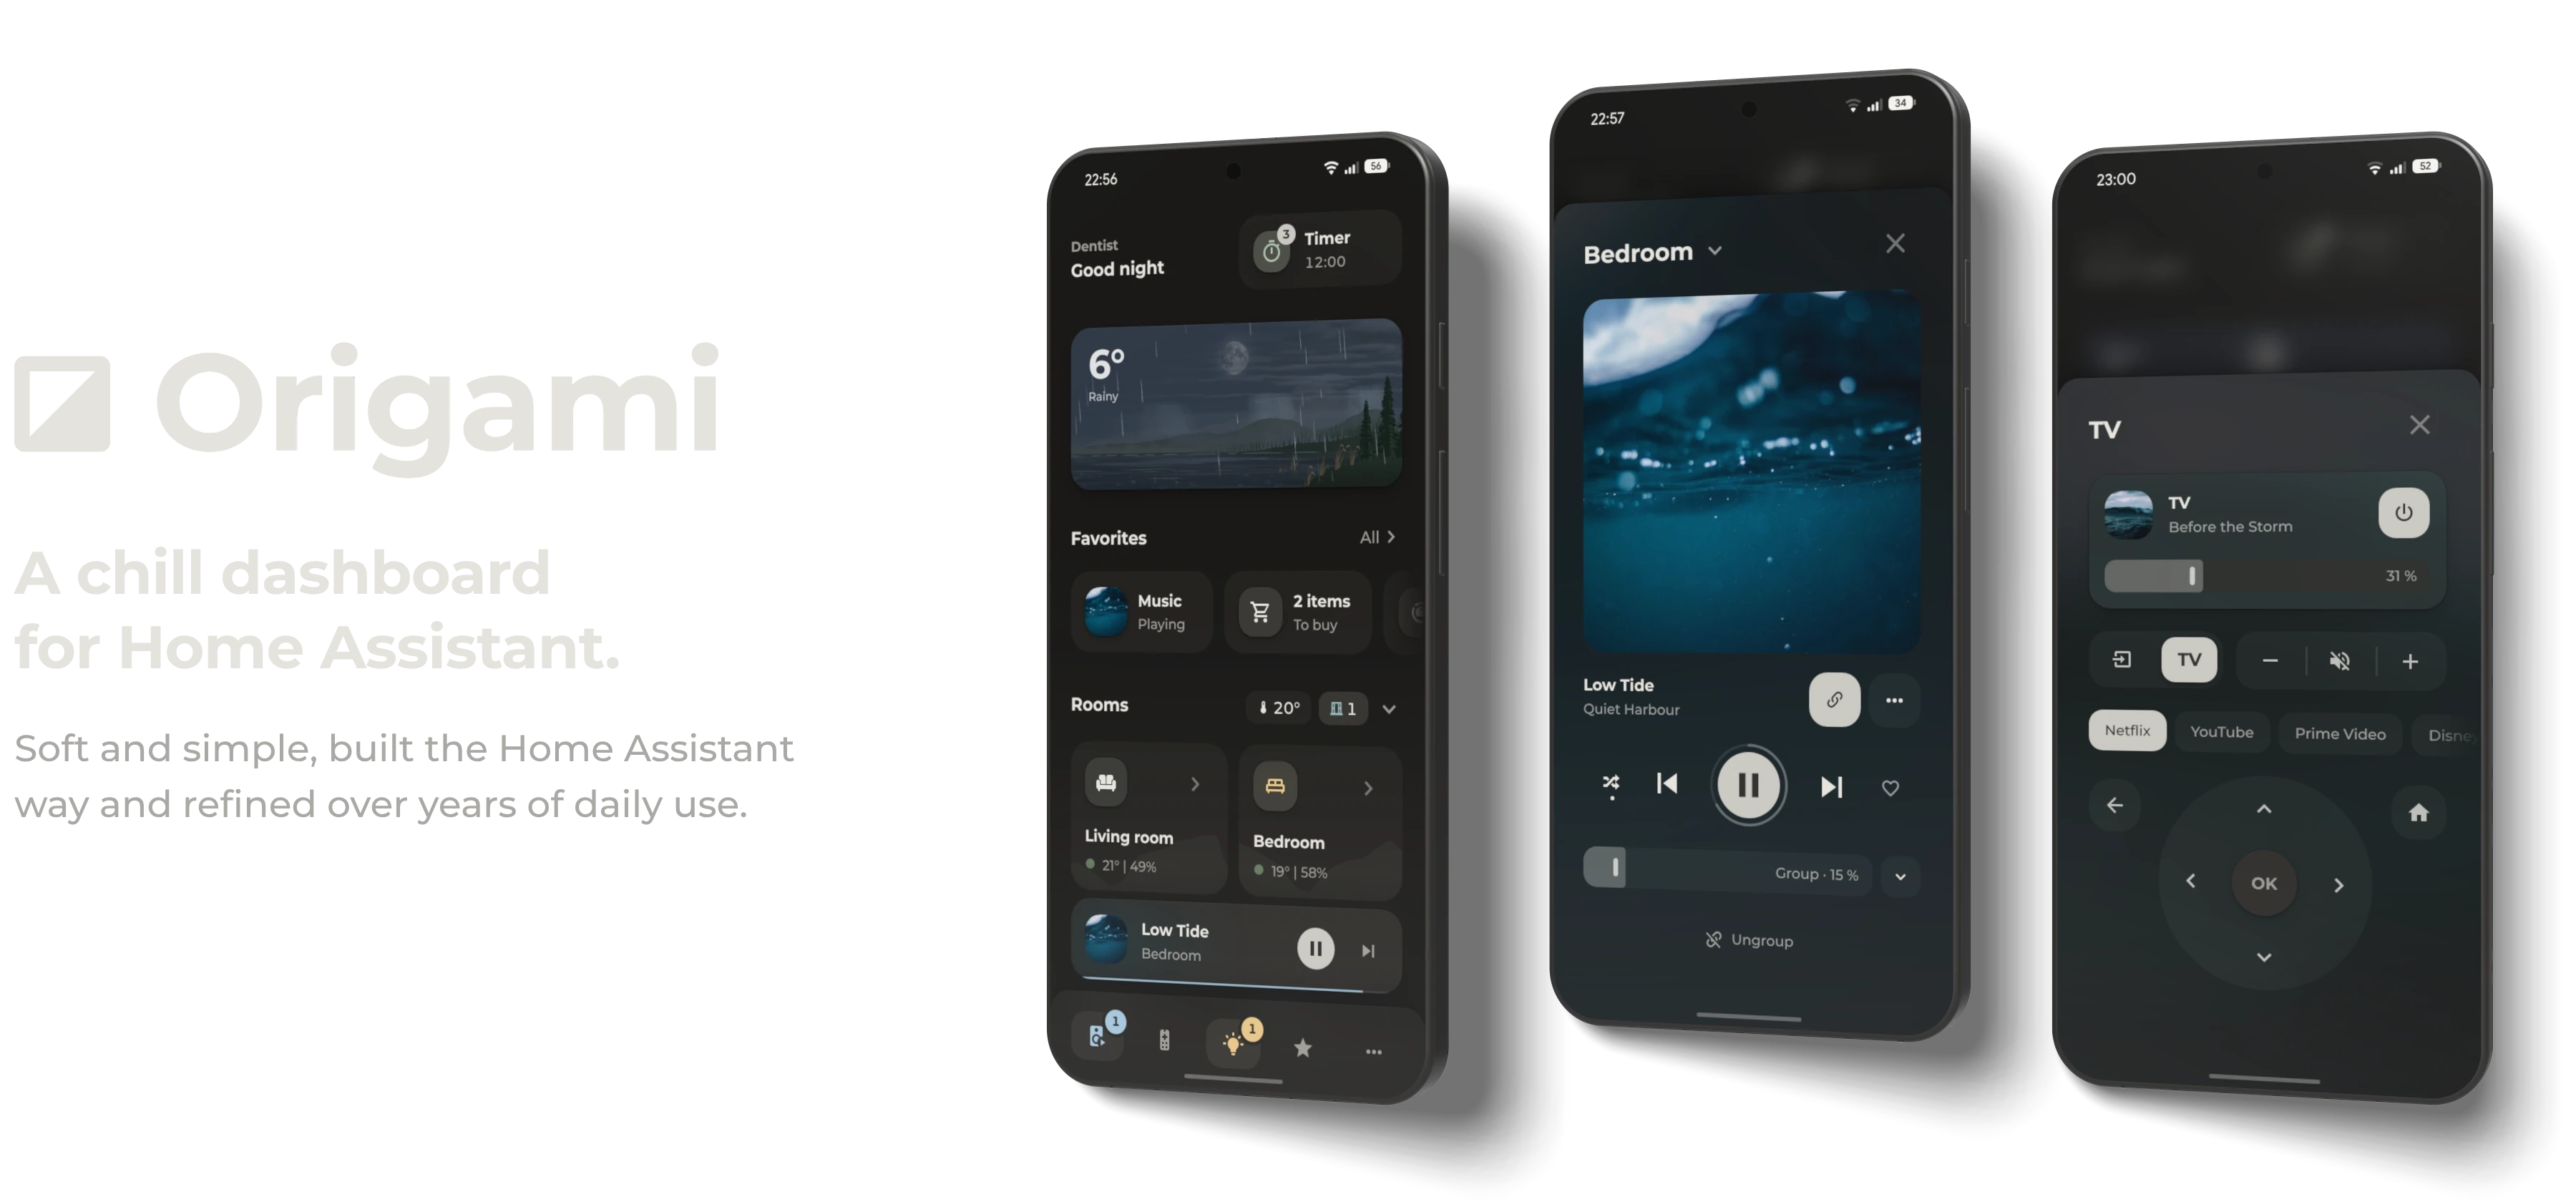 Origami
A chill dashboard
for Home Assistant.
Soft and simple, built the Home Assistant
way and refined over years of daily use.
22:56
56
Dentist
Good night
3
Timer
12:00
6°
Rainy
Favorites
All
Music
Playing
2 items
To buy
Rooms
20°
1
Living room
21° | 49%
Bedroom
19° | 58%
Low Tide
Bedroom
1
1
22:57
34
Bedroom
Low Tide
Quiet Harbour
Group · 15 %
Ungroup
23:00
52
TV
TV
Before the Storm
31 %
TV
Netflix
YouTube
Prime Video
Disney
OK